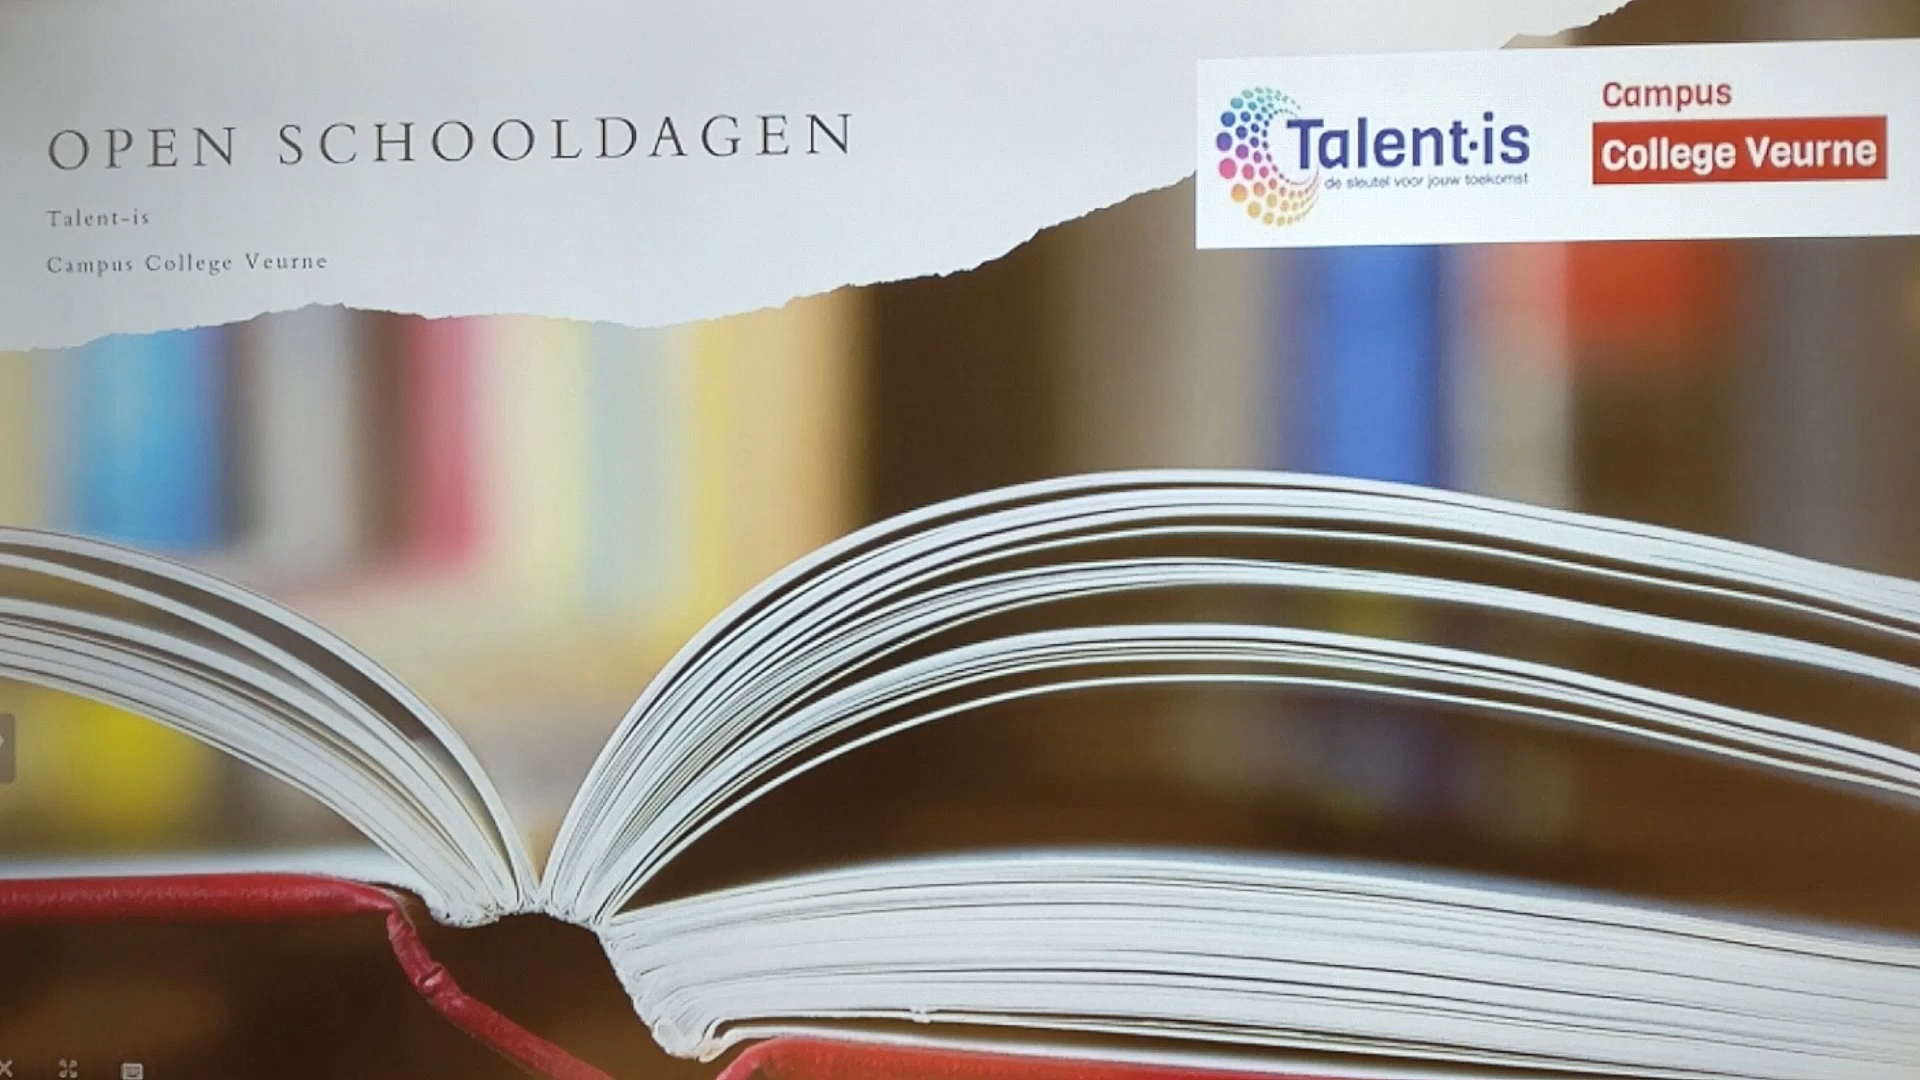 OPEN SCHOOLDAGEN
Talent-is
Campus College Veurne
Talent·is
de sleutel voor jouw toekomst
Campus
College Veurne